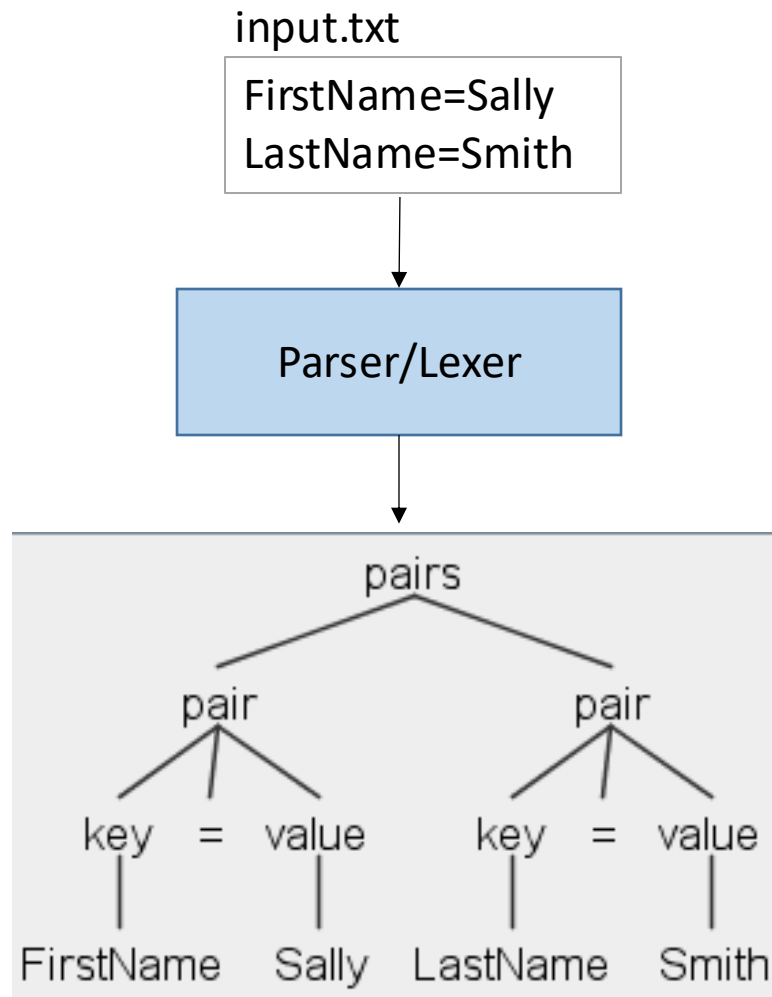 input.txt
FirstName=Sally
LastName=Smith
Parser/Lexer
pairs
pair pair
key = value key = value
FirstName Sally LastName Smith